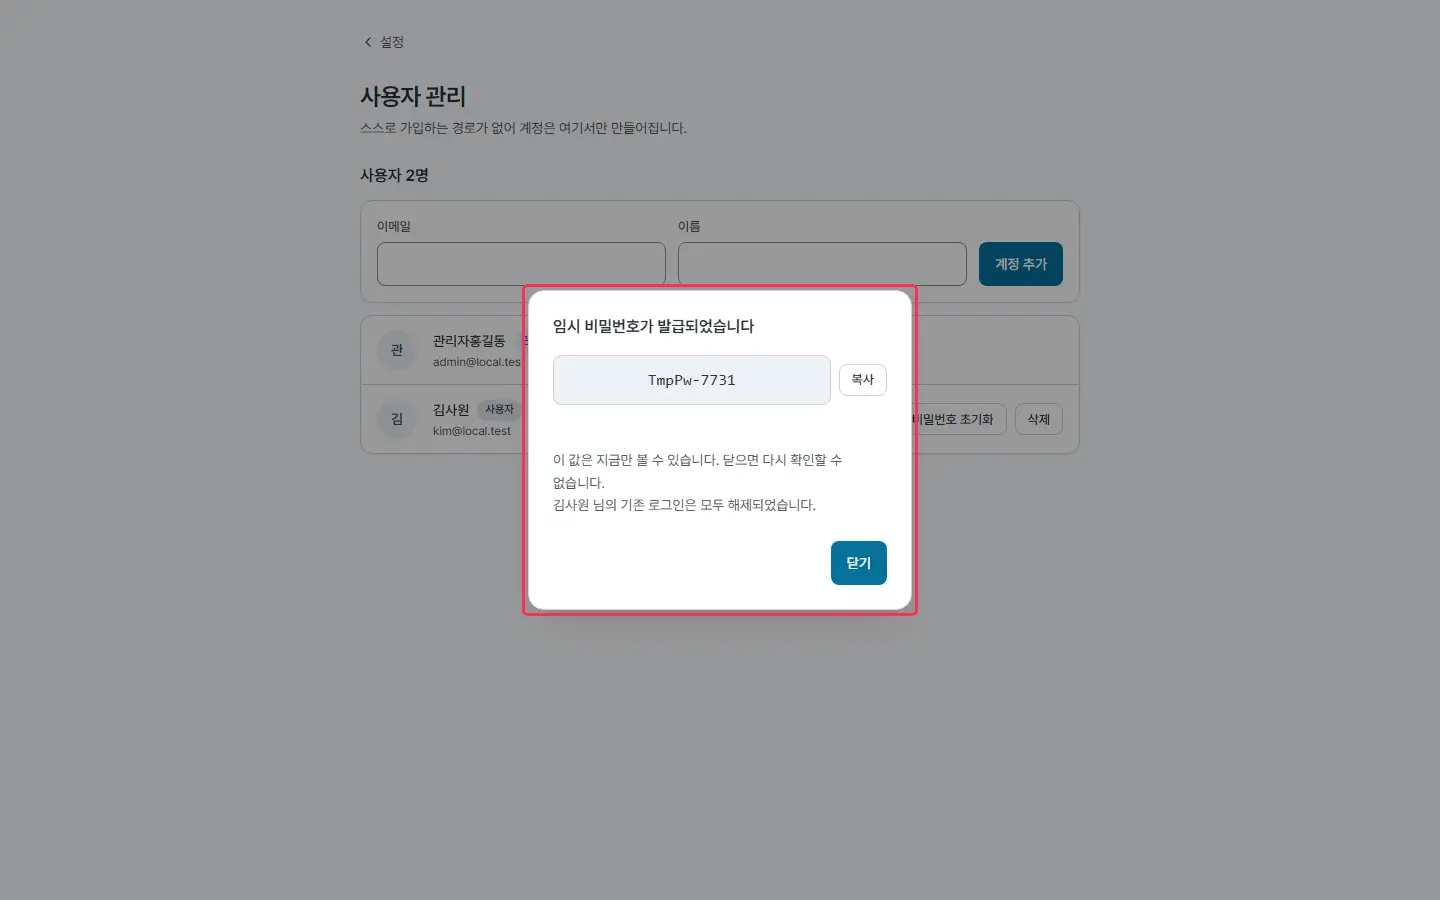 설정
사용자 관리
스스로 가입하는 경로가 없어 계정은 여기서만 만들어집니다.
사용자 2명
이메일
이름
계정 추가
관
관리자홍길동
admin@local.tes
김
김사원
사용자
kim@local.test
비밀번호 초기화
삭제
임시 비밀번호가 발급되었습니다
TmpPw-7731
복사
이 값은 지금만 볼 수 있습니다. 닫으면 다시 확인할 수
없습니다.
김사원 님의 기존 로그인은 모두 해제되었습니다.
닫기